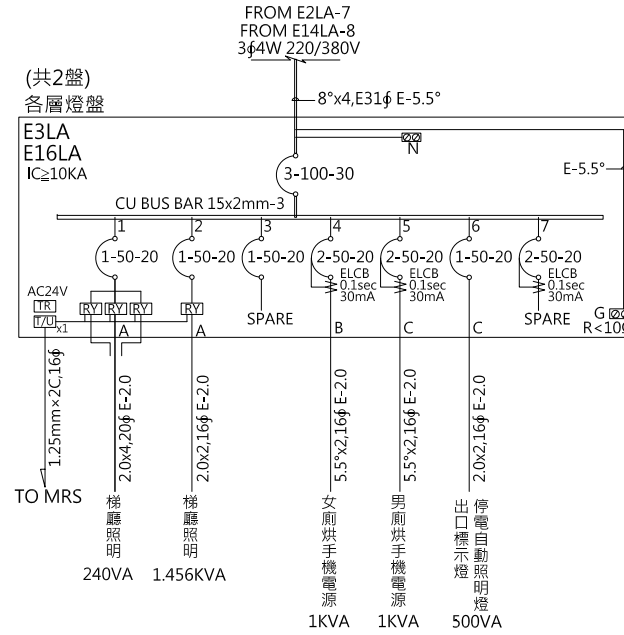 FROM E2LA-7
FROM E14LA-8
3ϕ4W 220/380V
(共2盤)
各層燈盤
8°x4,E31ϕ E-5.5°
E3LA
E16LA
IC≧10KA
N
3-100-30
E-5.5°
CU BUS BAR 15x2mm-3
1 2 3 4 5 6 7
1-50-20 1-50-20 1-50-20 2-50-20 2-50-20 1-50-20 2-50-20
ELCB ELCB ELCB
0.1sec 0.1sec 0.1sec
30mA 30mA 30mA
AC24V
TR
RY RY RY RY
T/U x1
SPARE SPARE
G
A A B C C
1.25mm×2C,16ϕ
2.0x4,20ϕ E-2.0
2.0x2,16ϕ E-2.0
5.5°x2,16ϕ E-2.0
5.5°x2,16ϕ E-2.0
2.0x2,16ϕ E-2.0
TO MRS
梯廳照明
240VA
梯廳照明
1.456KVA
女廁烘手機電源
1KVA
男廁烘手機電源
1KVA
停電自動照明燈
出口標示燈
500VA